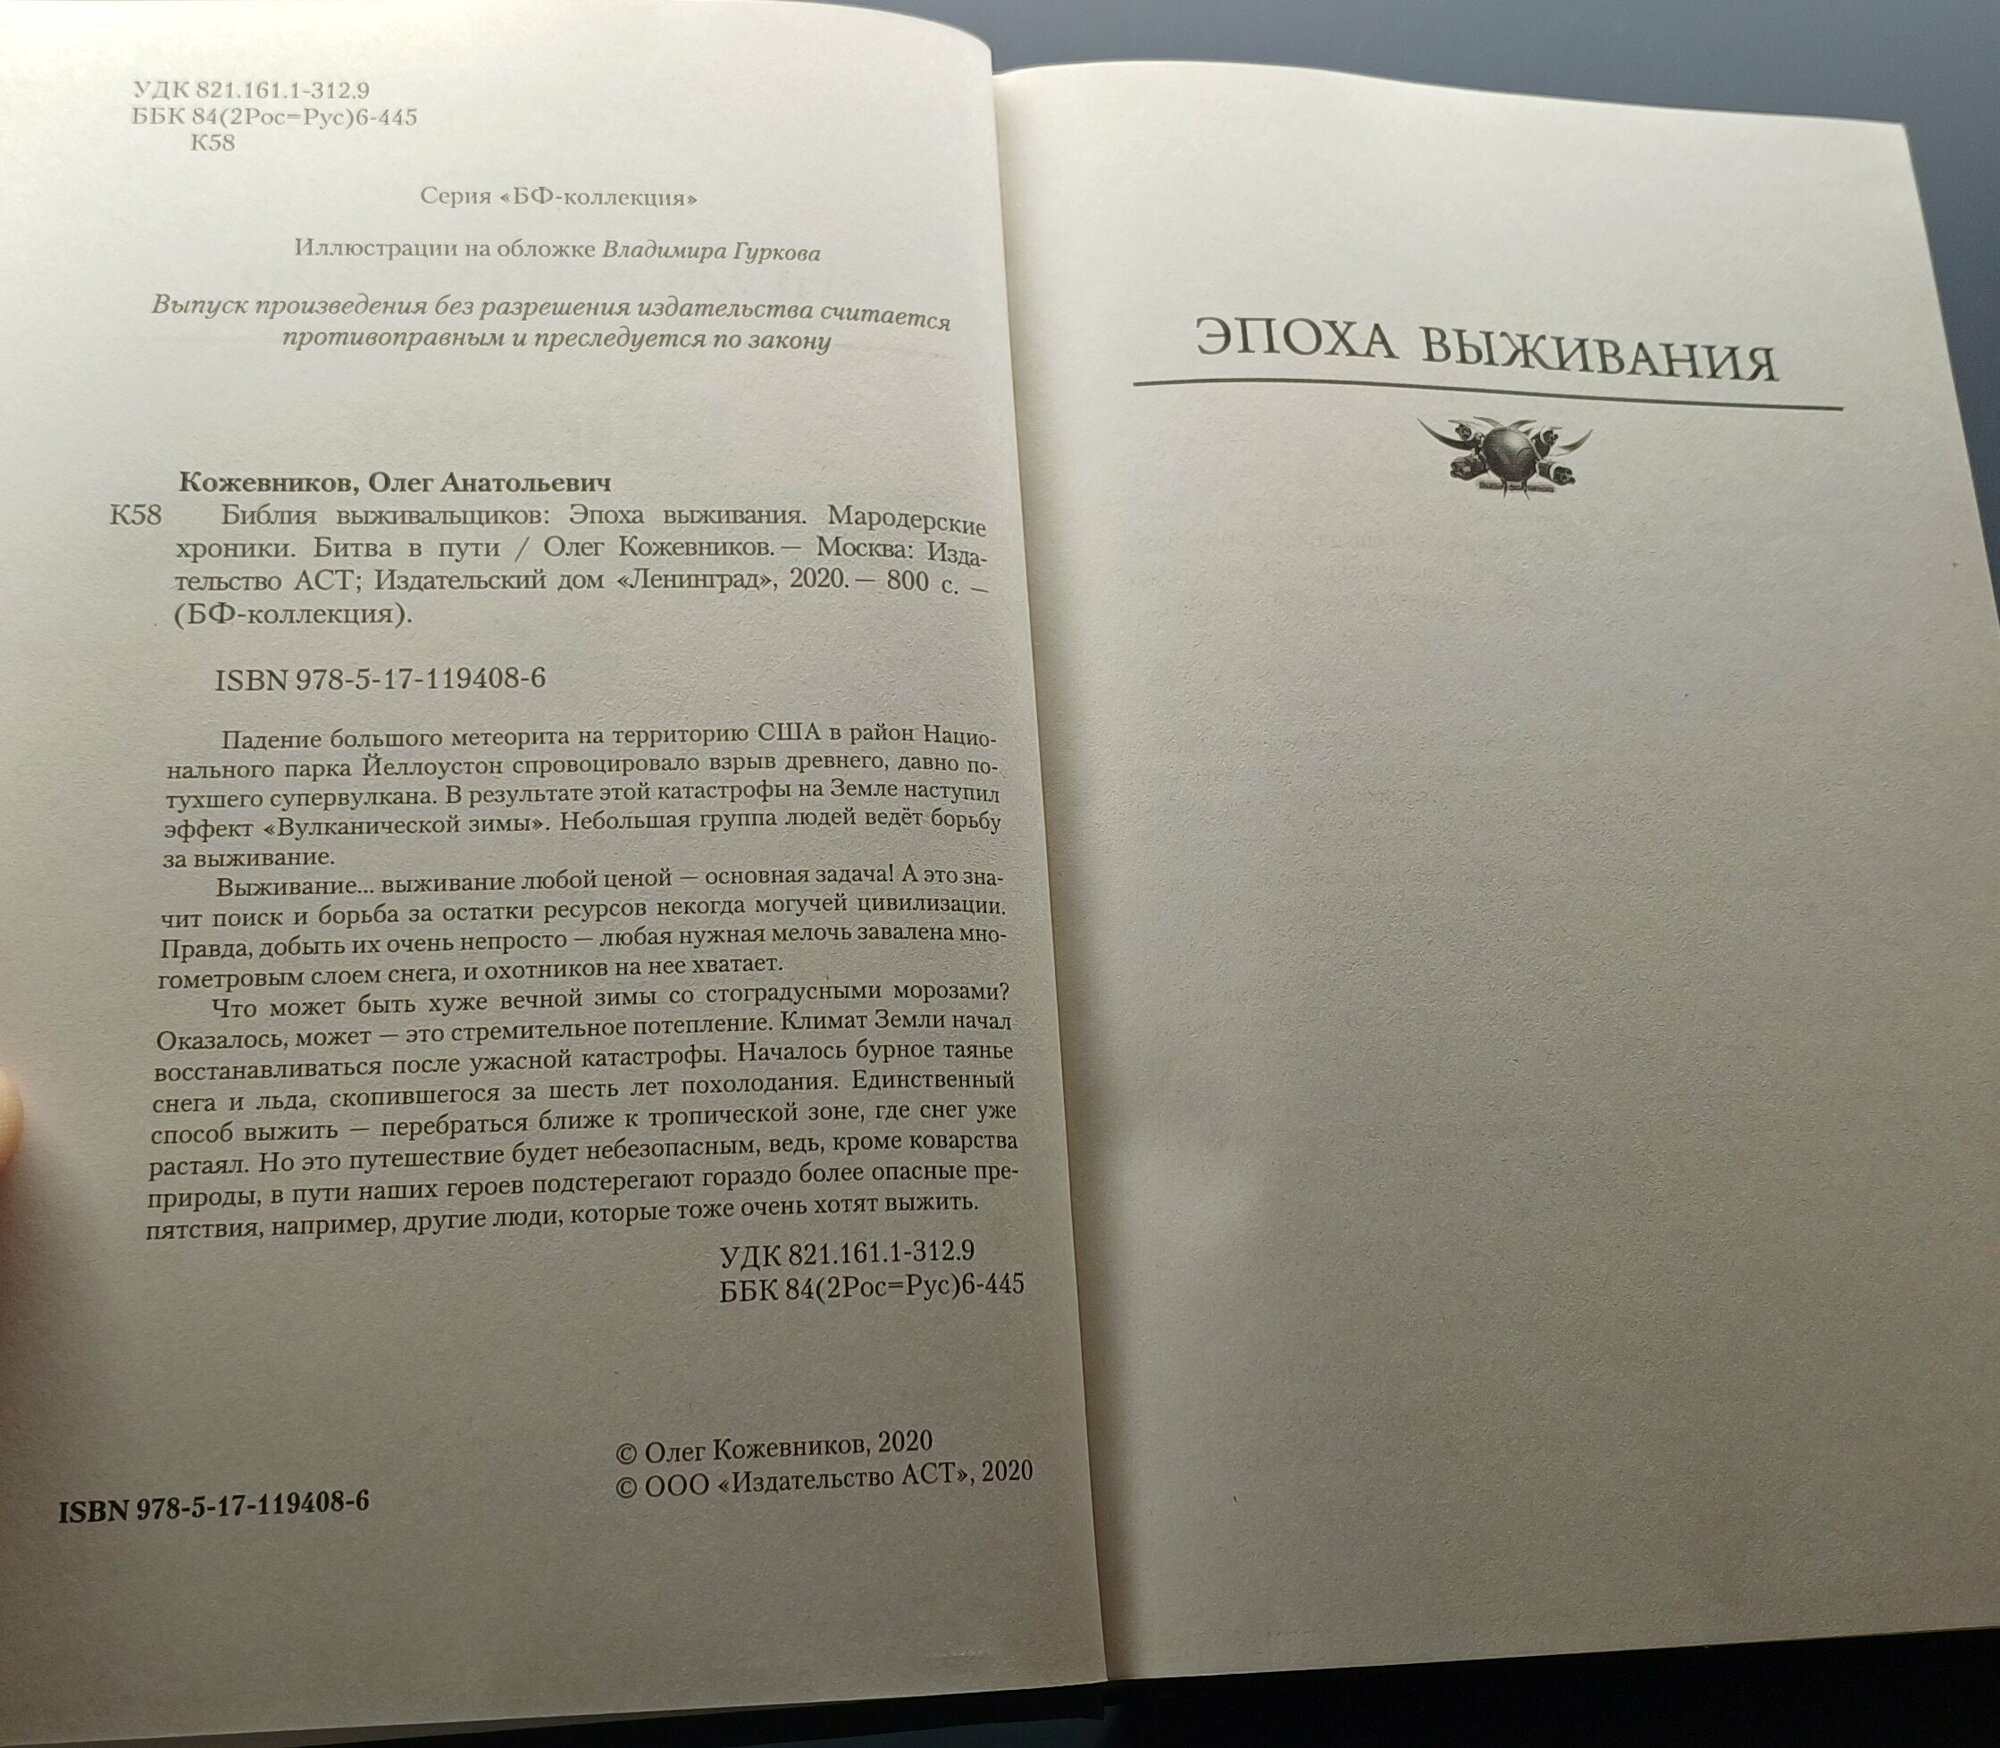 УДК 821.161.1-312.9
ББК 84(2Рос=Рус)6-445
К58
Серия «БФ-коллекция»
Иллюстрации на обложке Владимира Гуркова
Выпуск произведения без разрешения издательства считается
противоправным и преследуется по закону
Кожевников, Олег Анатольевич
К58 Библия выживальщиков: Эпоха выживания. Мародерские
хроники. Битва в пути / Олег Кожевников. — Москва: Изда-
тельство АСТ; Издательский дом «Ленинград», 2020. — 800 с. —
(БФ-коллекция).
ISBN 978-5-17-119408-6
Падение большого метеорита на территорию США в район Нацио-
нального парка Йеллоустон спровоцировало взрыв древнего, давно по-
тухшего супервулкана. В результате этой катастрофы на Земле наступил
эффект «Вулканической зимы». Небольшая группа людей ведёт борьбу
за выживание.
Выживание... выживание любой ценой — основная задача! А это зна-
чит поиск и борьба за остатки ресурсов некогда могучей цивилизации.
Правда, добыть их очень непросто — любая нужная мелочь завалена мно-
гометровым слоем снега, и охотников на нее хватает.
Что может быть хуже вечной зимы со стоградусными морозами?
Оказалось, может — это стремительное потепление. Климат Земли начал
восстанавливаться после ужасной катастрофы. Началось бурное таянье
снега и льда, скопившегося за шесть лет похолодания. Единственный
способ выжить — перебраться ближе к тропической зоне, где снег уже
растаял. Но это путешествие будет небезопасным, ведь, кроме коварства
природы, в пути наших героев подстерегают гораздо более опасные пре-
пятствия, например, другие люди, которые тоже очень хотят выжить.
УДК 821.161.1-312.9
ББК 84(2Рос=Рус)6-445
© Олег Кожевников, 2020
© ООО «Издательство АСТ», 2020
ISBN 978-5-17-119408-6
ЭПОХА ВЫЖИВАНИЯ